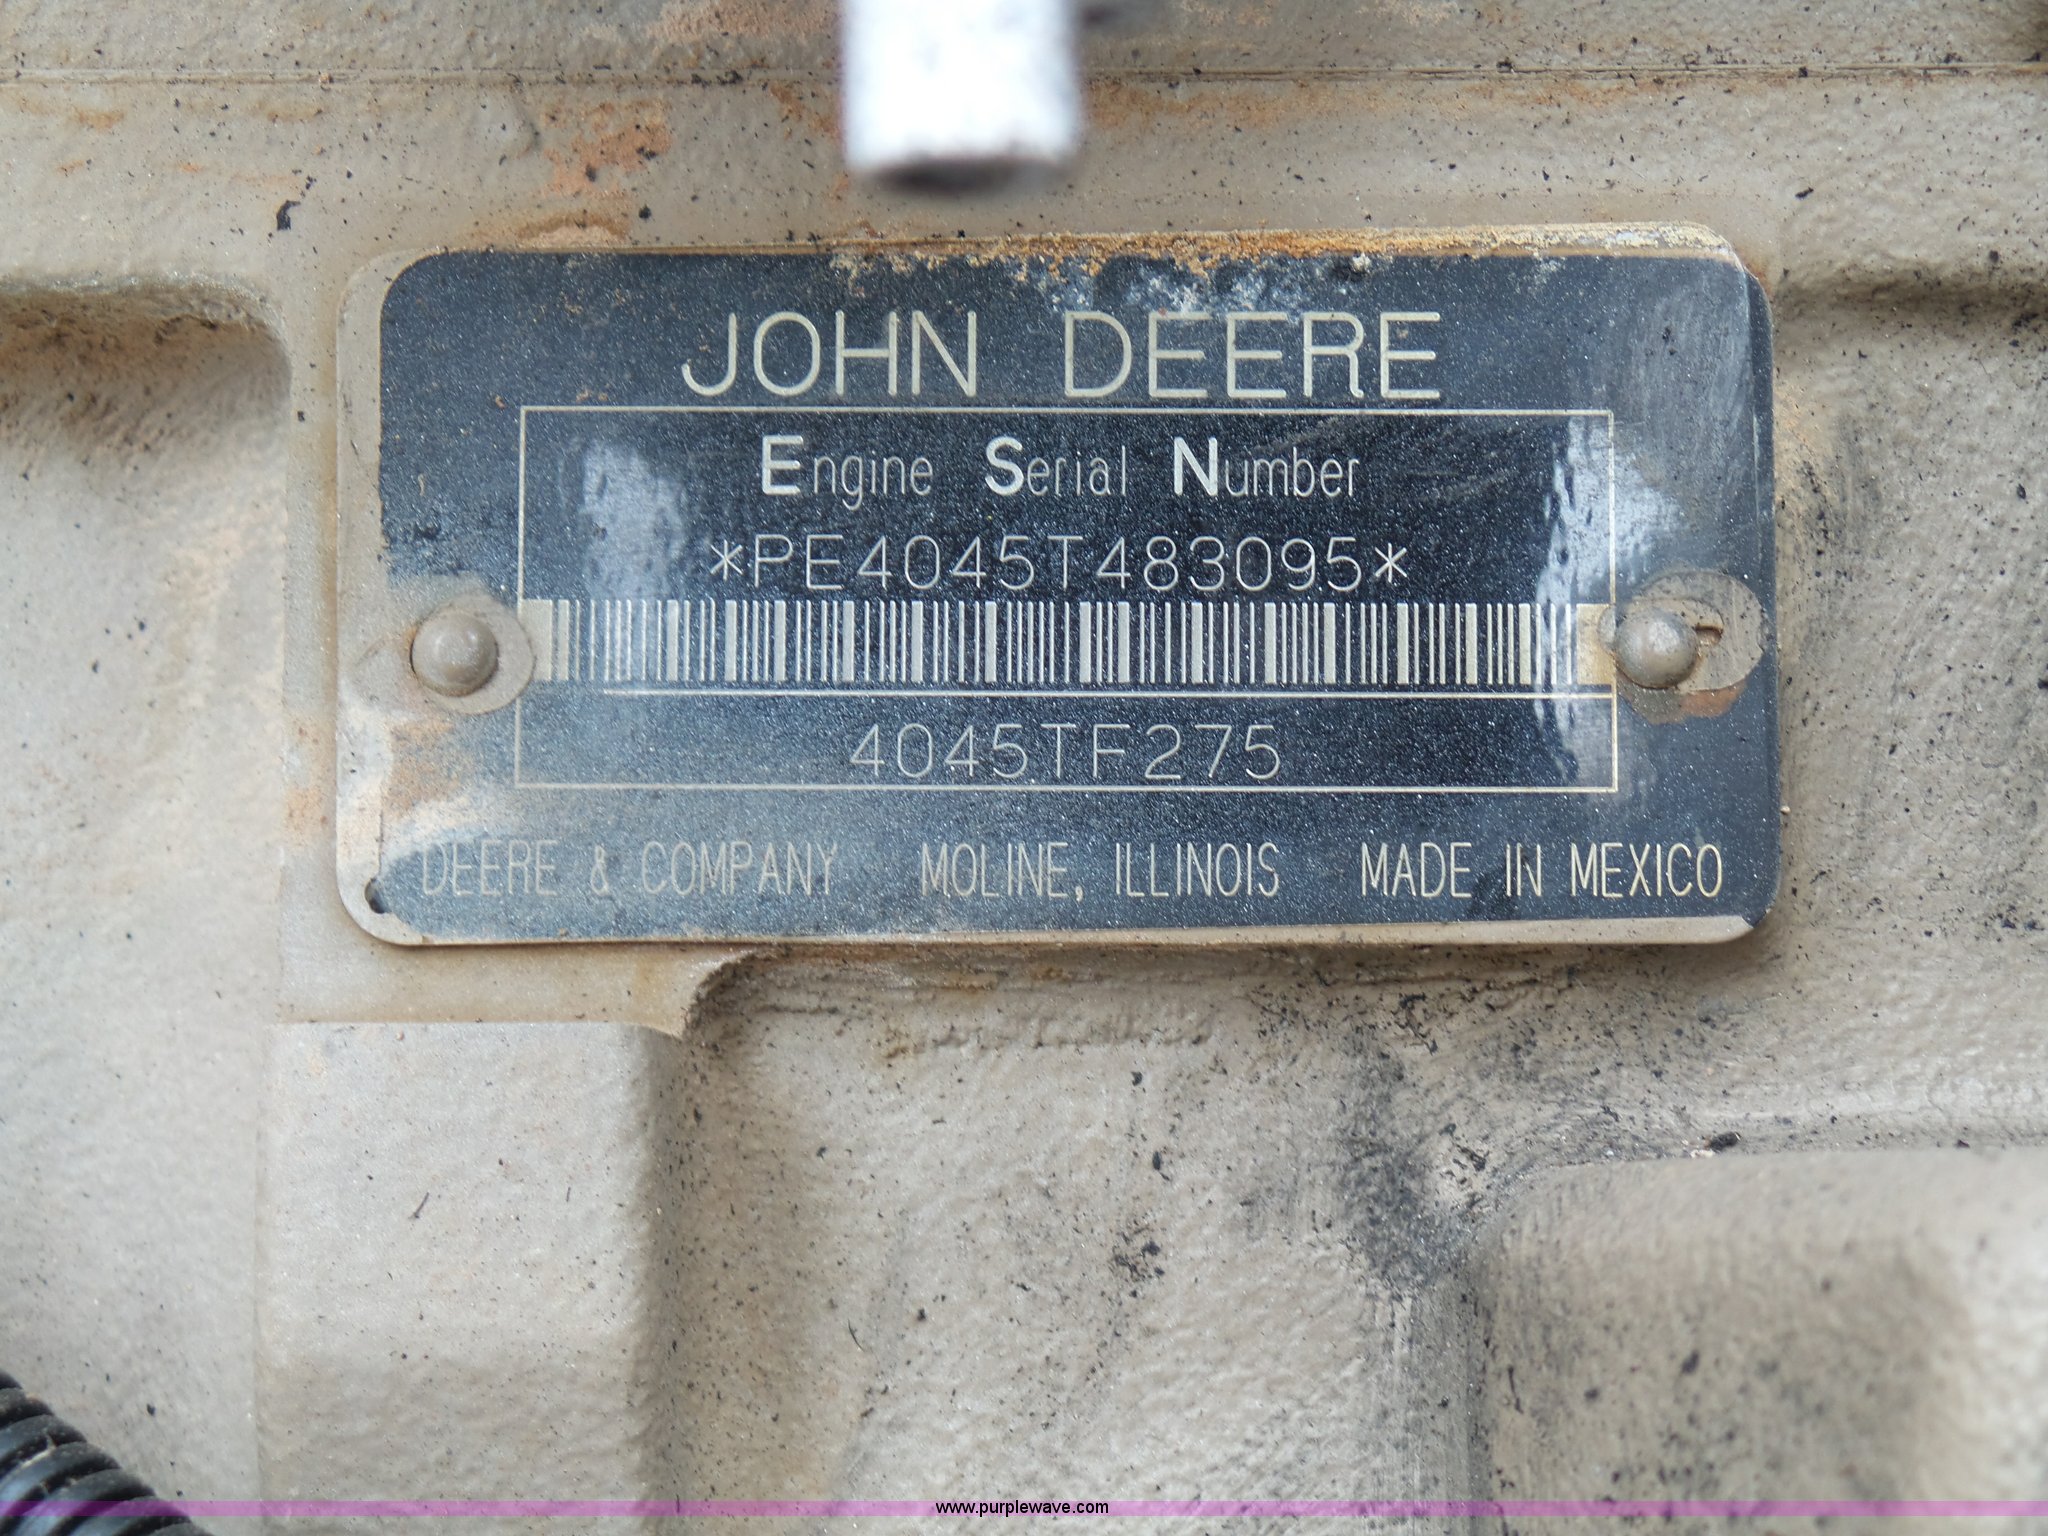 JOHN DEERE
Engine Serial Number
*PE4045T483095*
4045TF275
DEERE & COMPANY MOLINE, ILLINOIS MADE IN MEXICO
www.purplewave.com